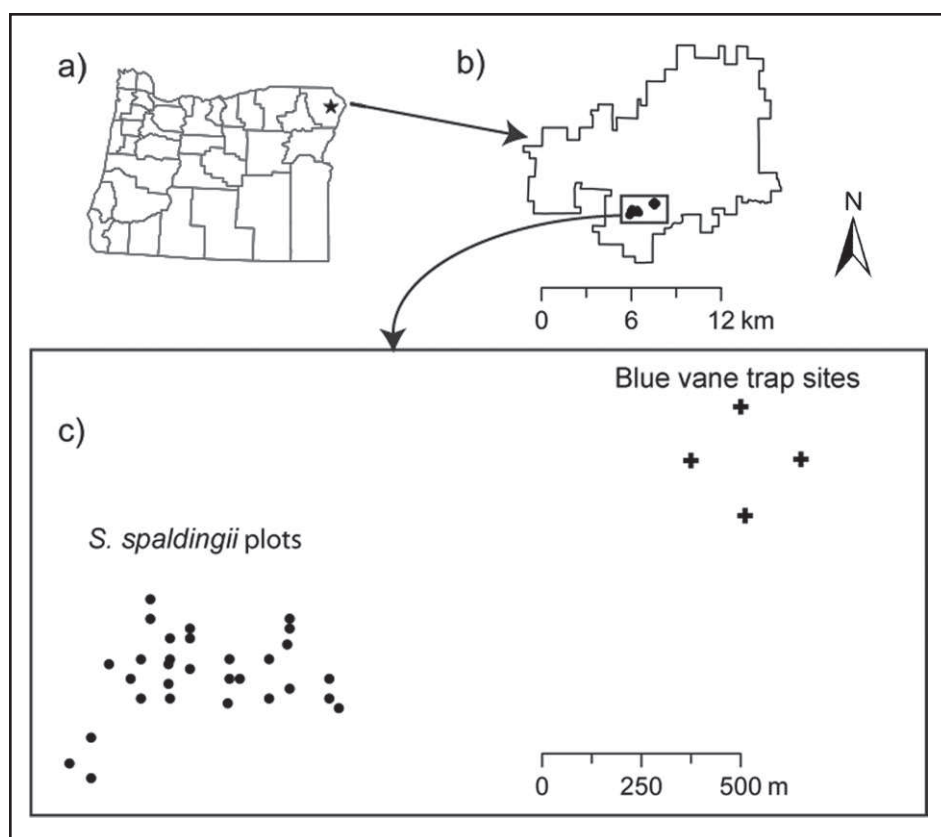 a)
b)
N
0 6 12 km
Blue vane trap sites
c)
S. spaldingii plots
0 250 500 m